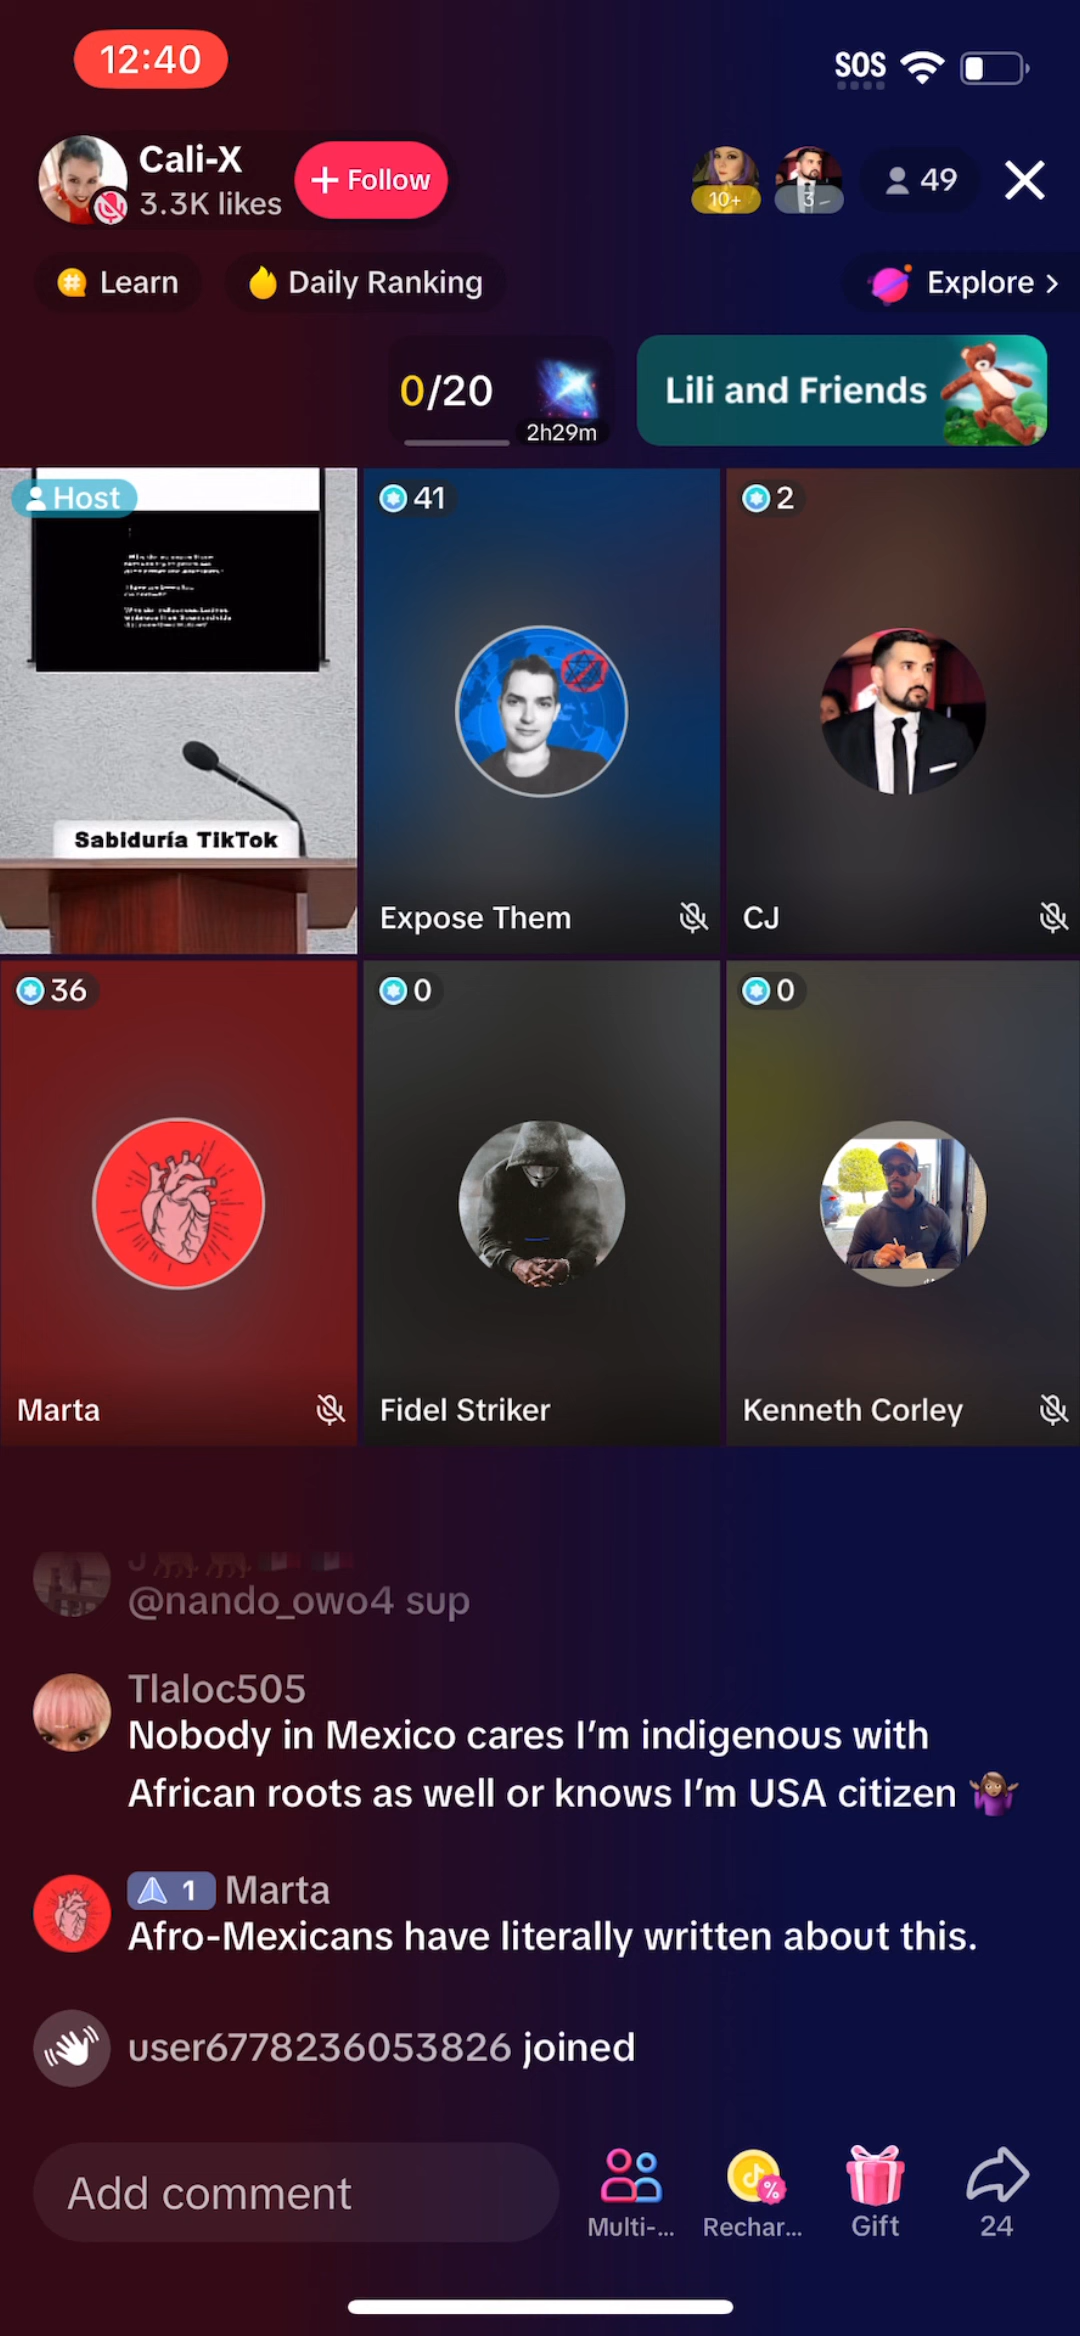 12:40
SOS
Cali-X
3.3K likes
+ Follow
10+
3
49
Learn
Daily Ranking
Explore >
0/20
2h29m
Lili and Friends
Host
41
2
Sabiduría TikTok
Expose Them
CJ
36
0
0
Marta
Fidel Striker
Kenneth Corley
J
@nando_owo4 sup
Tlaloc505
Nobody in Mexico cares I'm indigenous with
African roots as well or knows I'm USA citizen 🤷🏾‍♀️
1 Marta
Afro-Mexicans have literally written about this.
user6778236053826 joined
Add comment
Multi-...
Rechar...
Gift
24